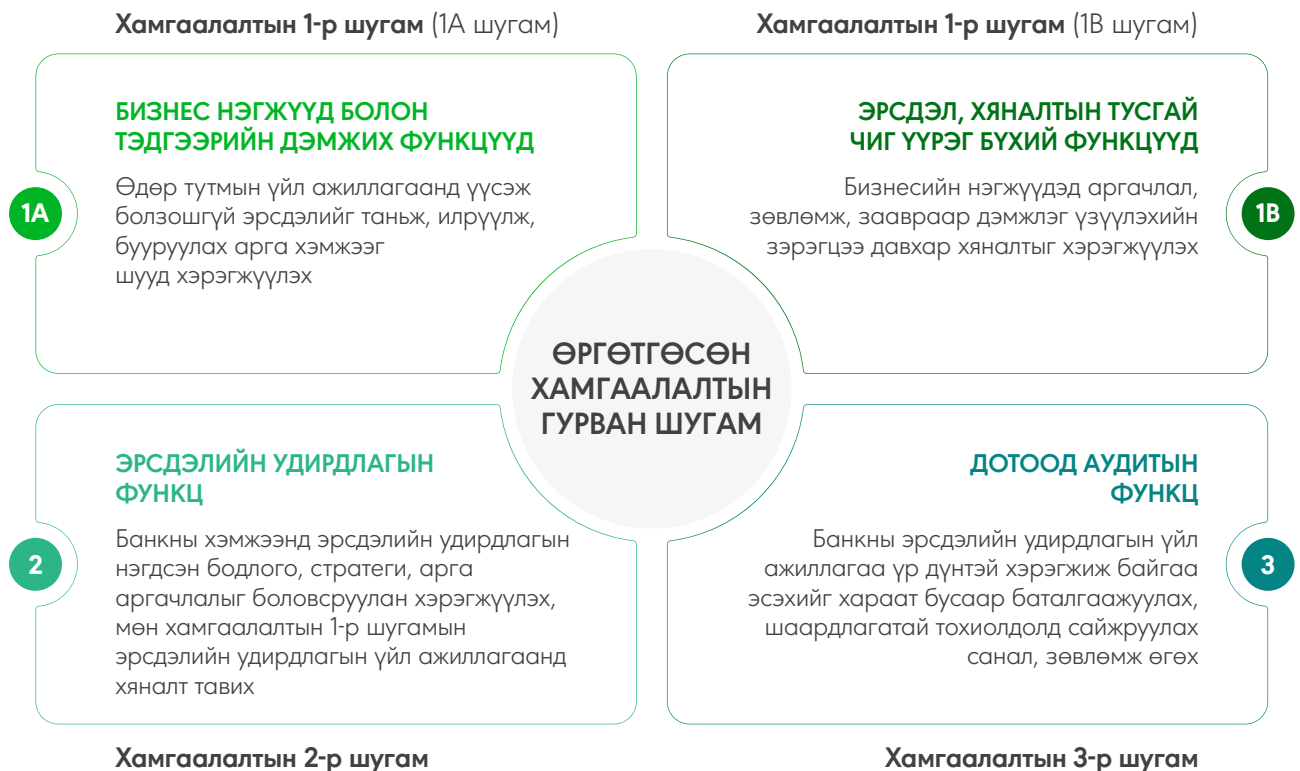 Хамгаалалтын 1-р шугам (1А шугам)
1A
БИЗНЕС НЭГЖҮҮД БОЛОН
ТЭДГЭЭРИЙН ДЭМЖИХ ФУНКЦҮҮД
Өдөр тутмын үйл ажиллагаанд үүсэж
болзошгүй эрсдэлийг таньж, илрүүлж,
бууруулах арга хэмжээг
шууд хэрэгжүүлэх
Хамгаалалтын 1-р шугам (1В шугам)
1B
ЭРСДЭЛ, ХЯНАЛТЫН ТУСГАЙ
ЧИГ ҮҮРЭГ БҮХИЙ ФУНКЦҮҮД
Бизнесийн нэгжүүдэд аргачлал,
зөвлөмж, заавраар дэмжлэг үзүүлэхийн
зэрэгцээ давхар хяналтыг хэрэгжүүлэх
ӨРГӨТГӨСӨН
ХАМГААЛАЛТЫН
ГУРВАН ШУГАМ
2
ЭРСДЭЛИЙН УДИРДЛАГЫН
ФУНКЦ
Банкны хэмжээнд эрсдэлийн удирдлагын
нэгдсэн бодлого, стратеги, арга
аргачлалыг боловсруулан хэрэгжүүлэх,
мөн хамгаалалтын 1-р шугамын
эрсдэлийн удирдлагын үйл ажиллагаанд
хяналт тавих
Хамгаалалтын 2-р шугам
3
ДОТООД АУДИТЫН
ФУНКЦ
Банкны эрсдэлийн удирдлагын үйл
ажиллагаа үр дүнтэй хэрэгжиж байгаа
эсэхийг хараат бусаар баталгаажуулах,
шаардлагатай тохиолдолд сайжруулах
санал, зөвлөмж өгөх
Хамгаалалтын 3-р шугам